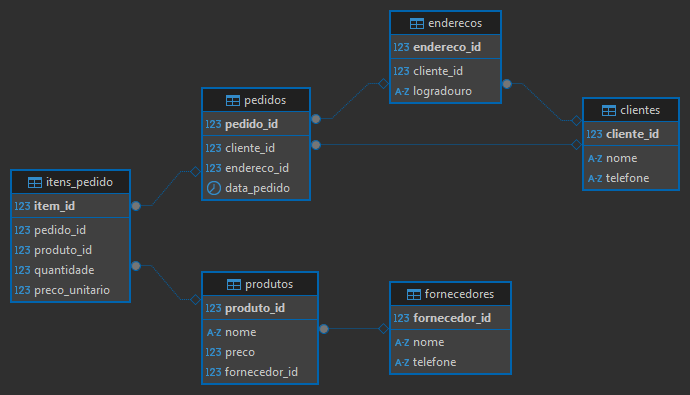 enderecos
123 endereco_id
123 cliente_id
A-Z logradouro
pedidos
123 pedido_id
123 cliente_id
123 endereco_id
data_pedido
clientes
123 cliente_id
A-Z nome
A-Z telefone
itens_pedido
123 item_id
123 pedido_id
123 produto_id
123 quantidade
123 preco_unitario
produtos
123 produto_id
A-Z nome
123 preco
123 fornecedor_id
fornecedores
123 fornecedor_id
A-Z nome
A-Z telefone